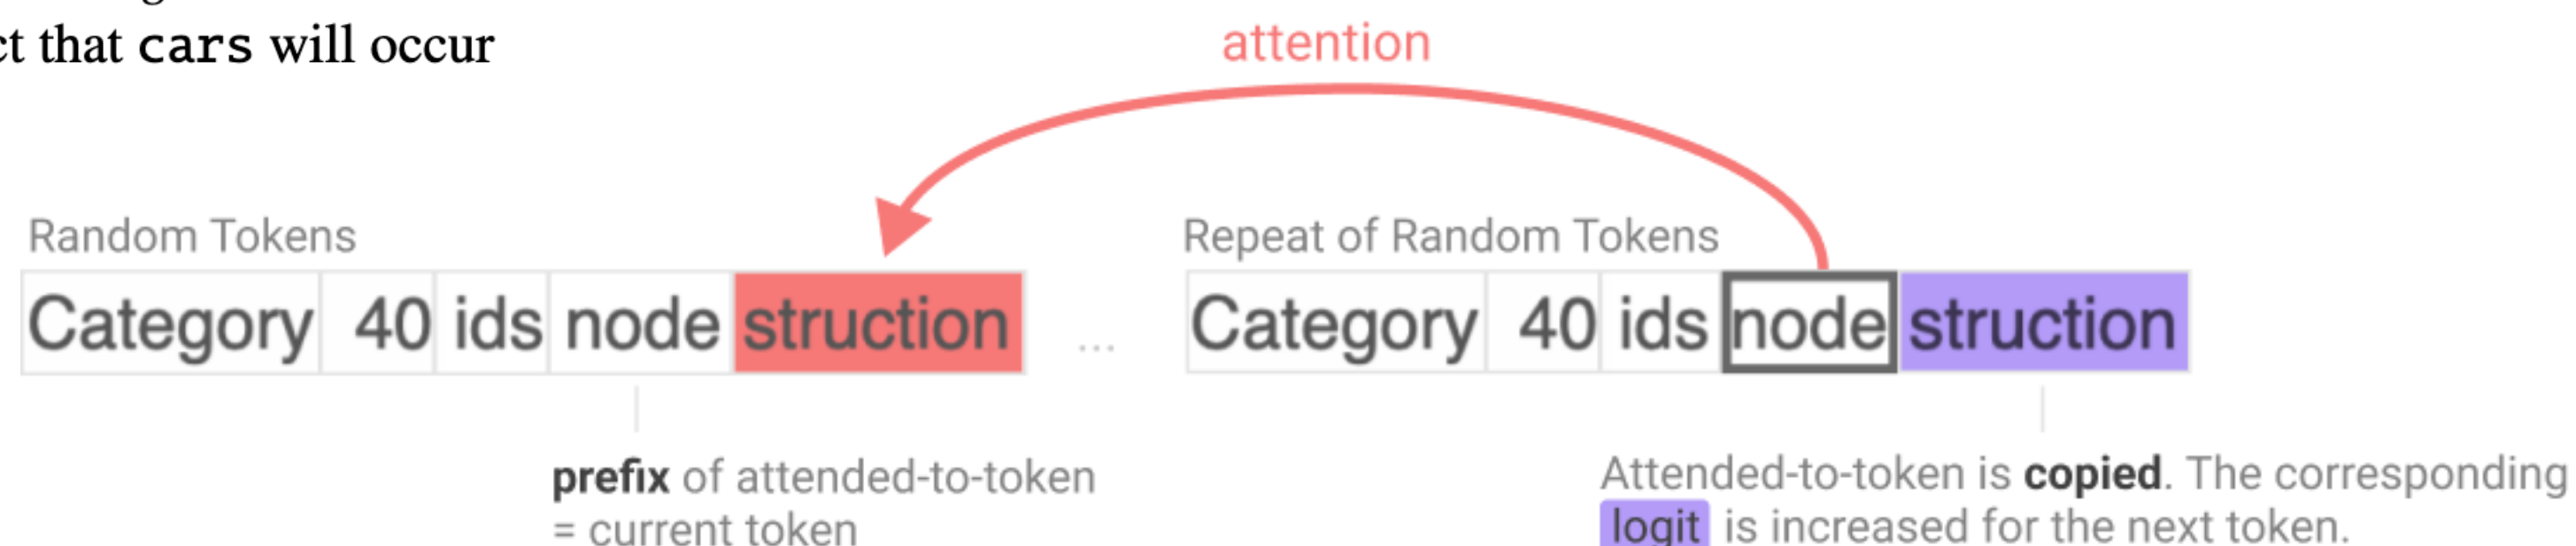 ct that cars will occur
attention
Random Tokens
Category 40 ids node struction
...
Repeat of Random Tokens
Category 40 ids node struction
prefix of attended-to-token
= current token
Attended-to-token is copied. The corresponding
logit is increased for the next token.